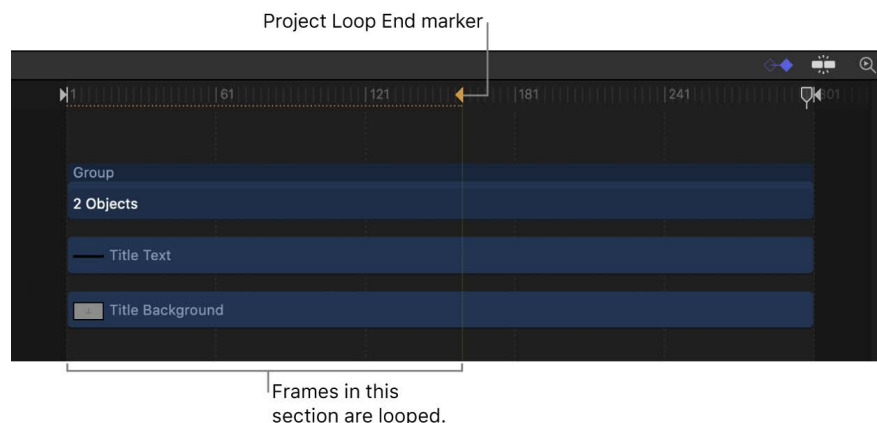 Project Loop End marker
1 61 121 181 241 301
Group
2 Objects
Title Text
Title Background
Frames in this
section are looped.